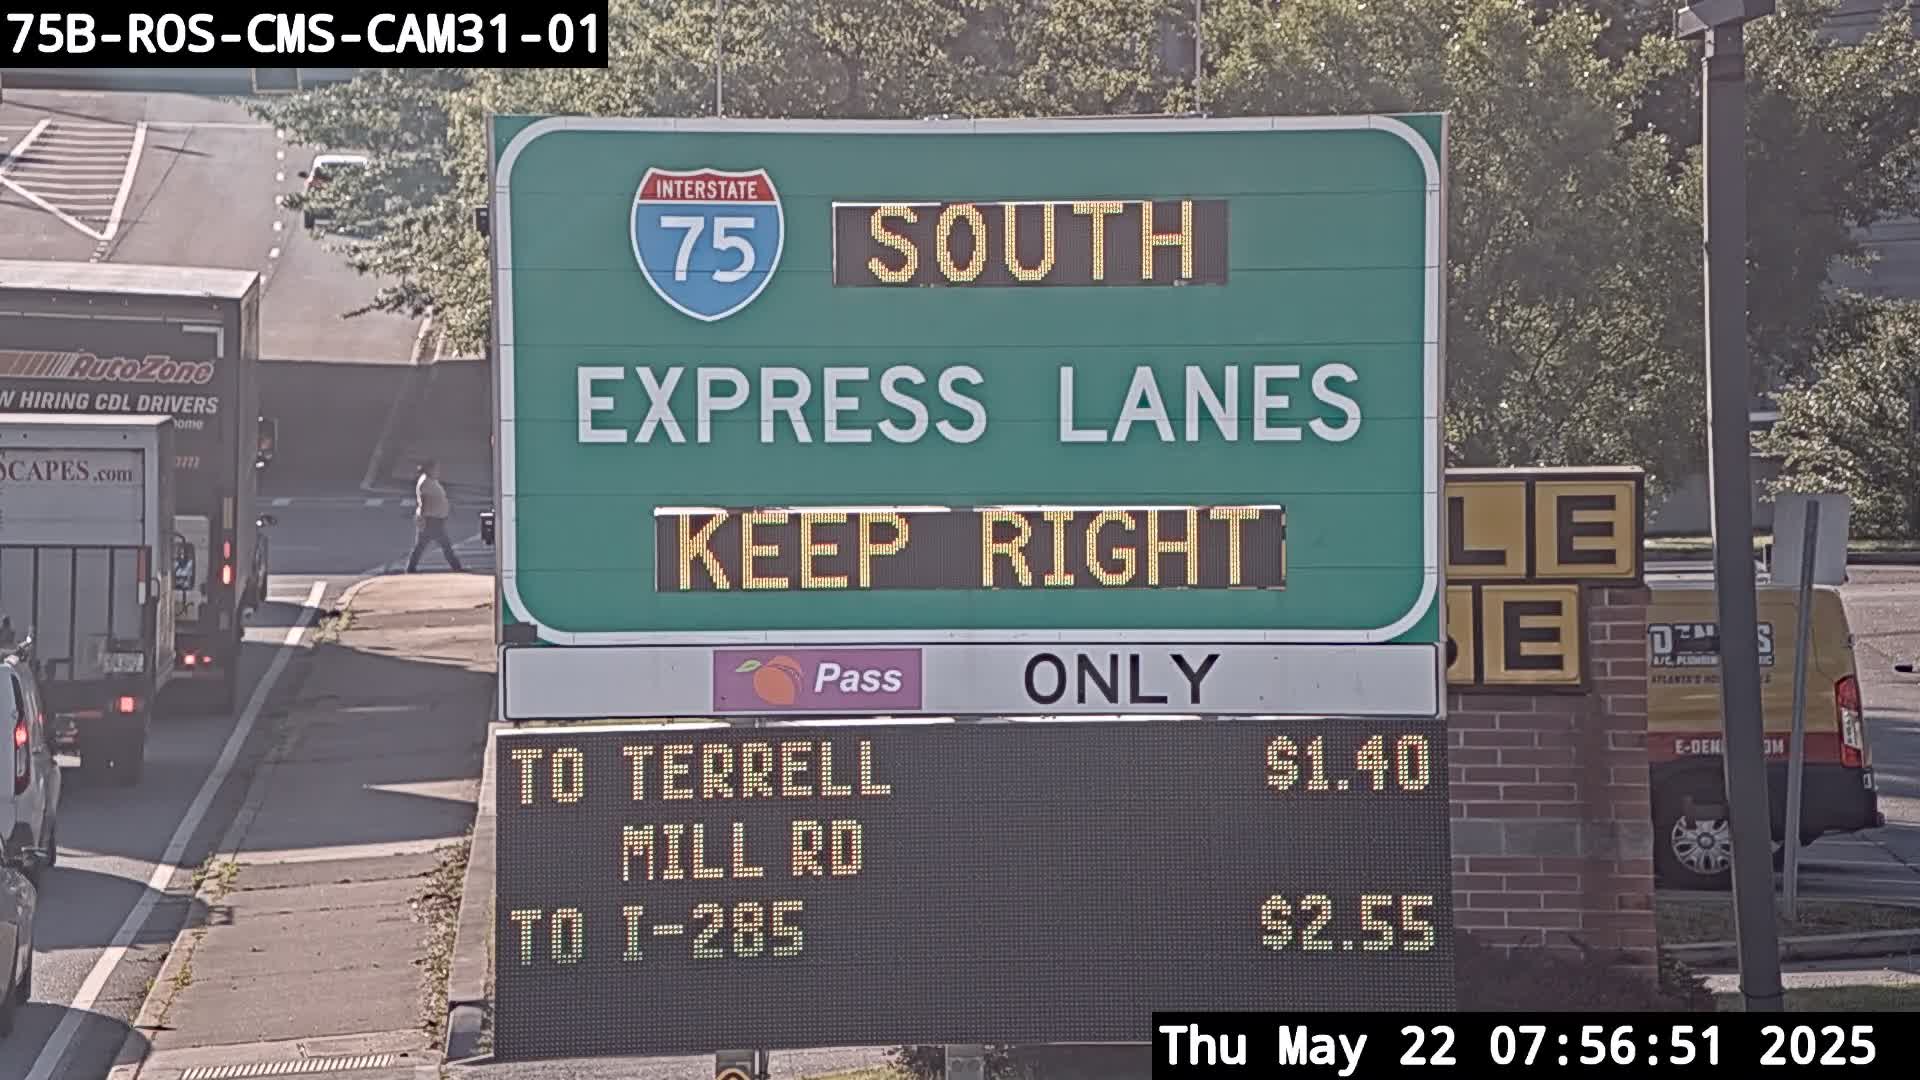 75B-ROS-CMS-CAM31-01
INTERSTATE
75
SOUTH
EXPRESS LANES
KEEP RIGHT
Pass ONLY
TO TERRELL $1.40
MILL RD
TO I-285 $2.55
AutoZone
HIRING CDL DRIVERS
SCAPES.com
LE
E
Thu May 22 07:56:51 2025